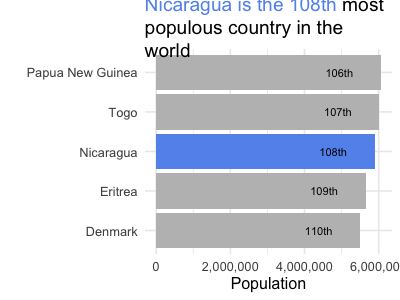 Nicaragua is the 108th most
populous country in the
world
Papua New Guinea 106th
Togo 107th
Nicaragua 108th
Eritrea 109th
Denmark 110th
0 2,000,000 4,000,000 6,000,00
Population